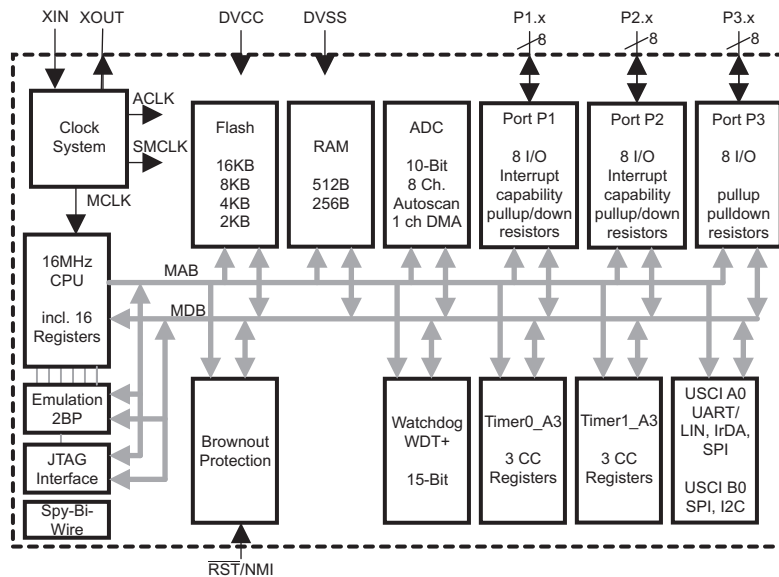 XIN XOUT DVCC DVSS P1.x P2.x P3.x
8 8 8
ACLK
Clock
System
SMCLK
MCLK
Flash
16KB
8KB
4KB
2KB
RAM
512B
256B
ADC
10-Bit
8 Ch.
Autoscan
1 ch DMA
Port P1
8 I/O
Interrupt
capability
pullup/down
resistors
Port P2
8 I/O
Interrupt
capability
pullup/down
resistors
Port P3
8 I/O
pullup
pulldown
resistors
16MHz
CPU
incl. 16
Registers
MAB
MDB
Emulation
2BP
JTAG
Interface
Spy-Bi-
Wire
Brownout
Protection
Watchdog
WDT+
15-Bit
Timer0_A3
3 CC
Registers
Timer1_A3
3 CC
Registers
USCI A0
UART/
LIN, IrDA,
SPI
USCI B0
SPI, I2C
RST/NMI